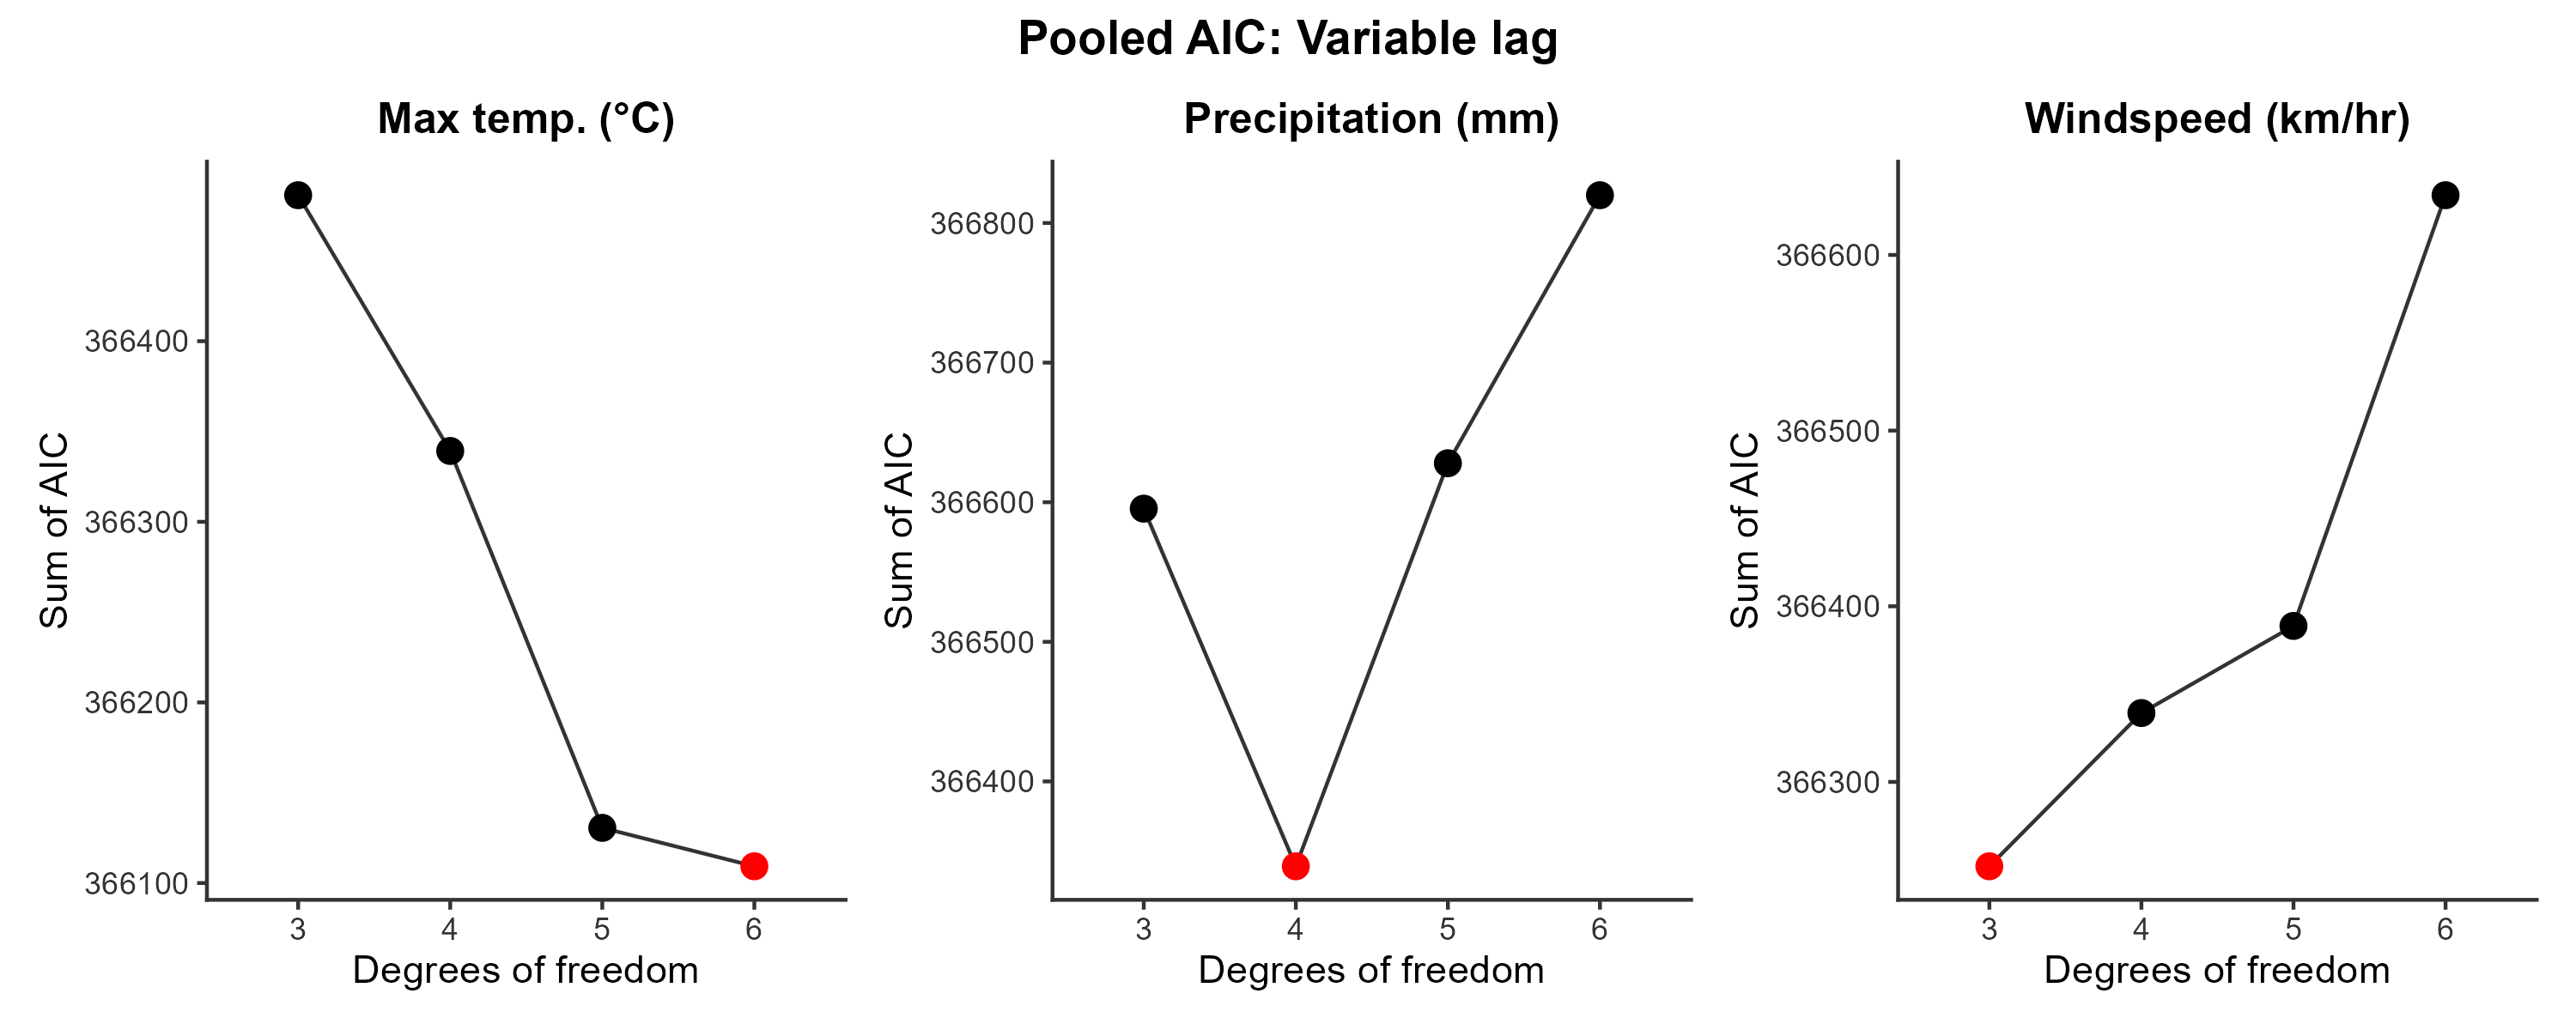 Pooled AIC: Variable lag
Max temp. (°C)
Sum of AIC
366400
366300
366200
366100
3 4 5 6
Degrees of freedom
Precipitation (mm)
Sum of AIC
366800
366700
366600
366500
366400
3 4 5 6
Degrees of freedom
Windspeed (km/hr)
Sum of AIC
366600
366500
366400
366300
3 4 5 6
Degrees of freedom